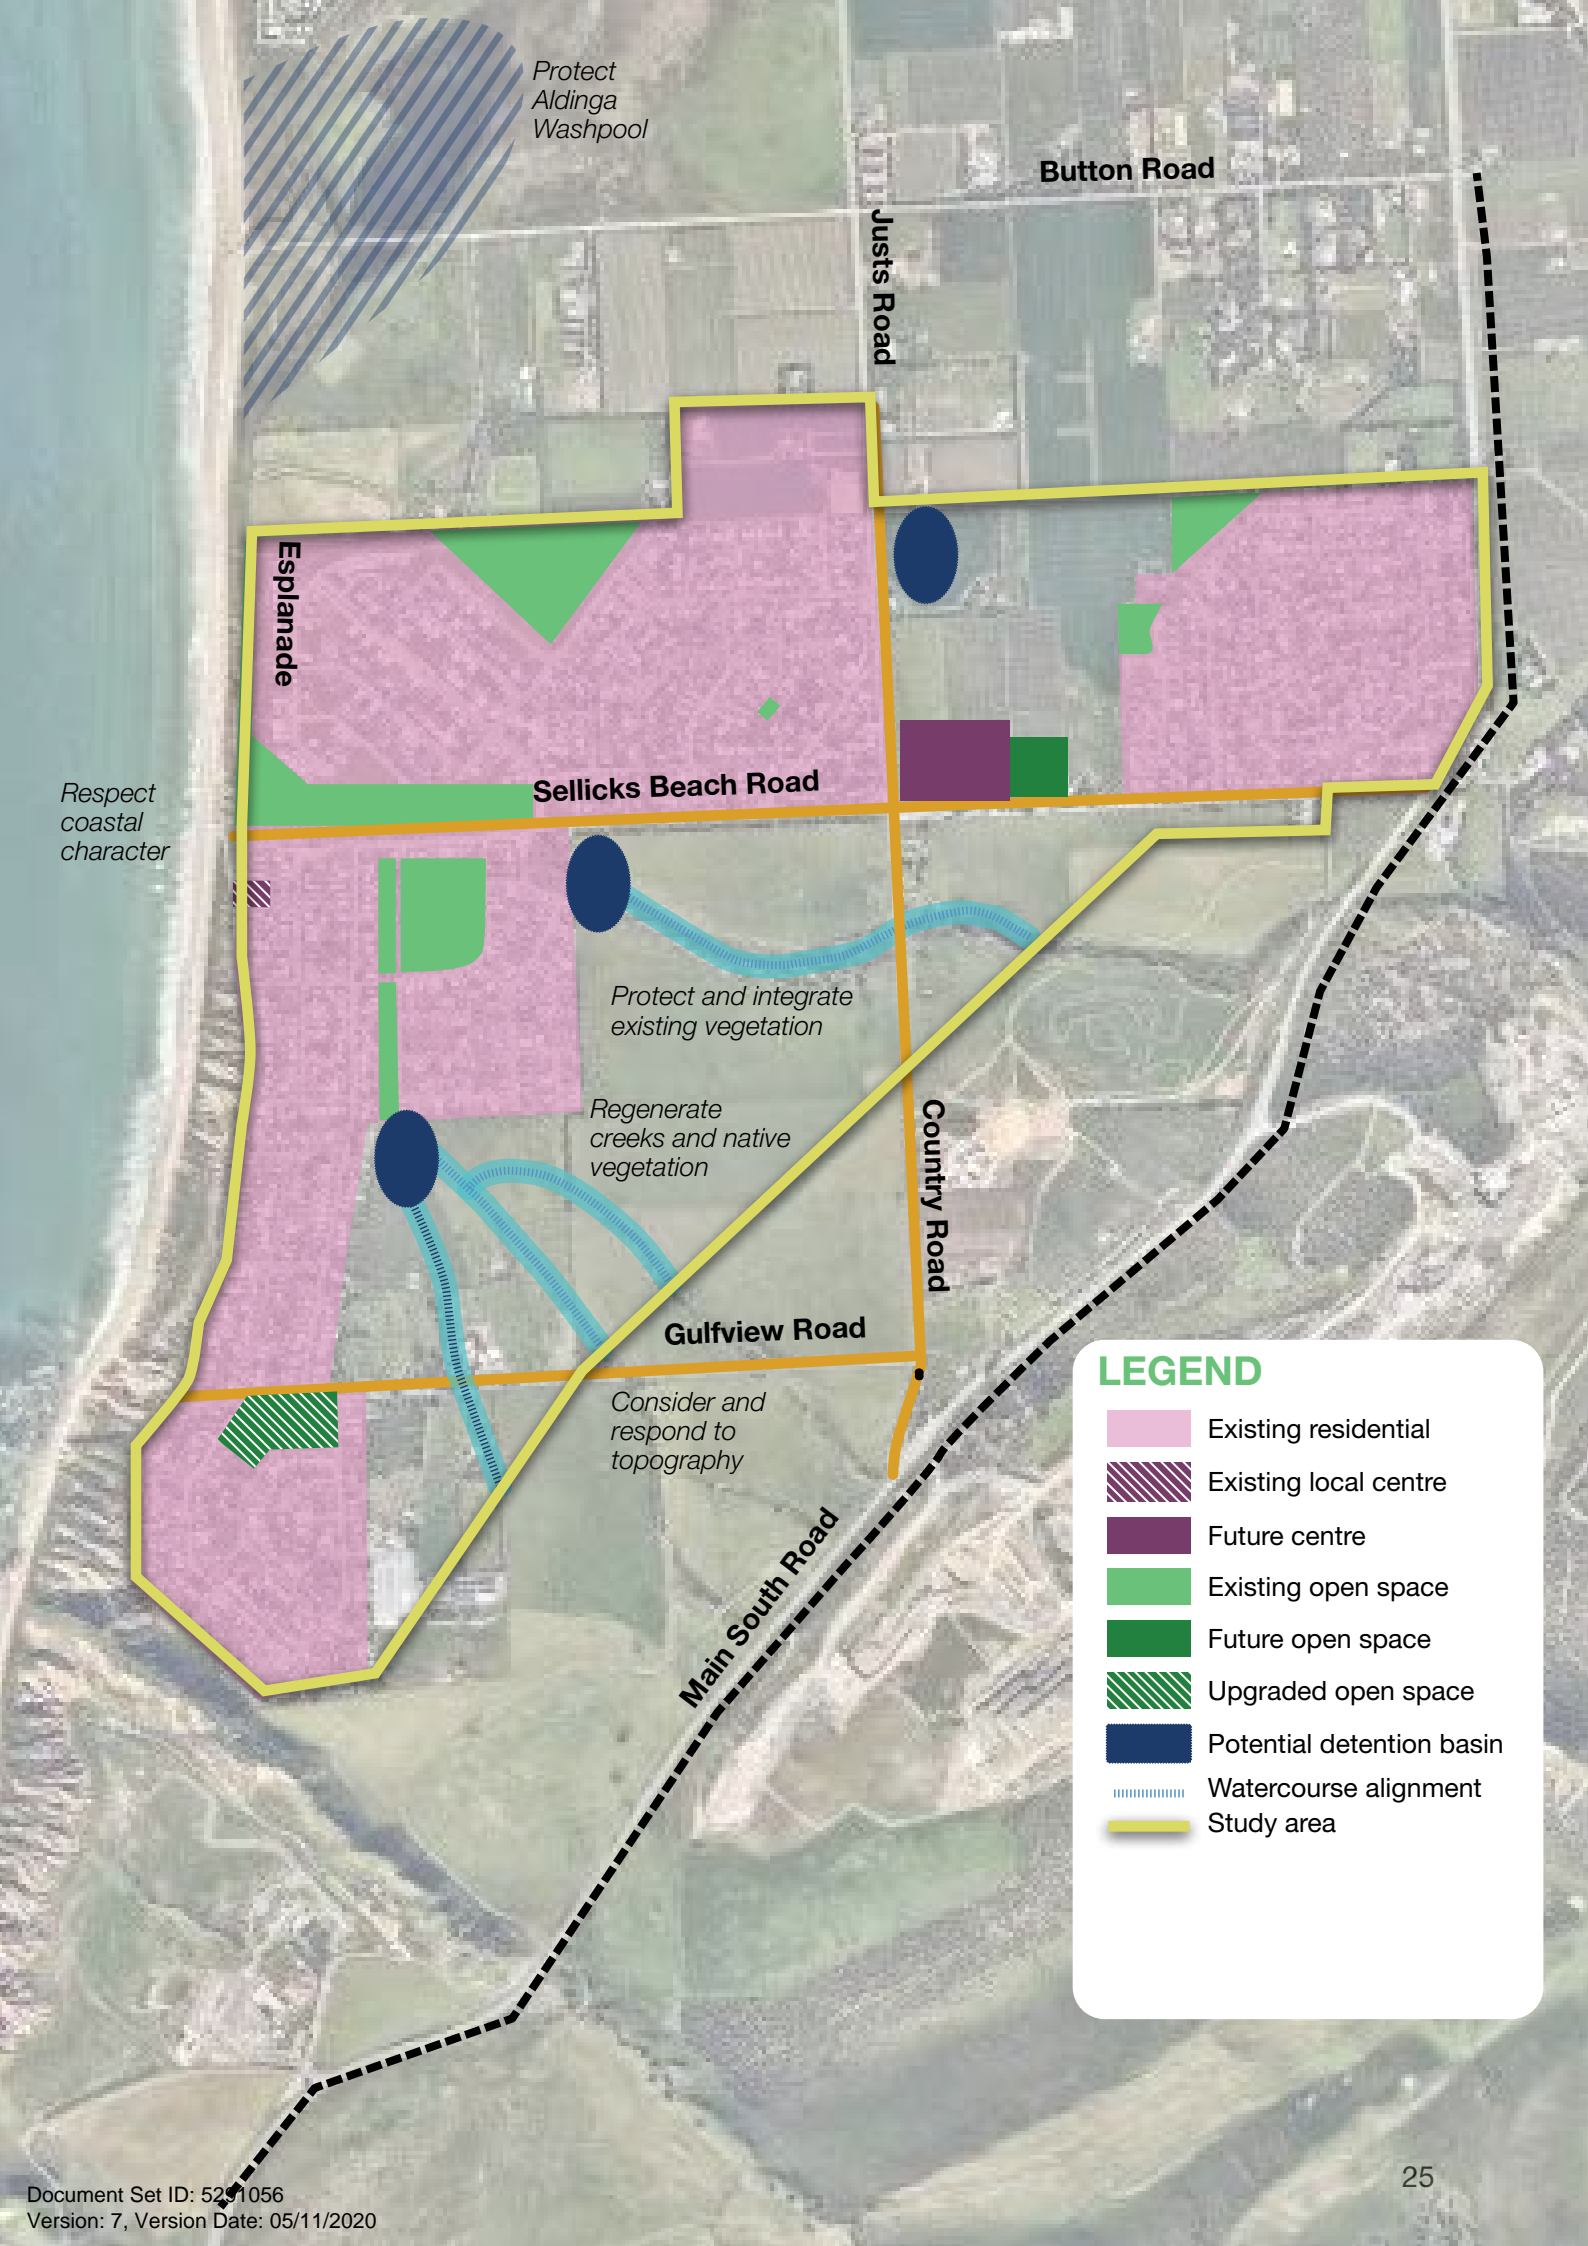 Protect
Aldinga
Washpool
Button Road
Justs Road
Esplanade
Sellicks Beach Road
Respect
coastal
character
Protect and integrate
existing vegetation
Regenerate
creeks and native
vegetation
Country Road
Gulfview Road
Consider and
respond to
topography
Main South Road
LEGEND
Existing residential
Existing local centre
Future centre
Existing open space
Future open space
Upgraded open space
Potential detention basin
Watercourse alignment
Study area
25
Document Set ID: 5291056
Version: 7, Version Date: 05/11/2020